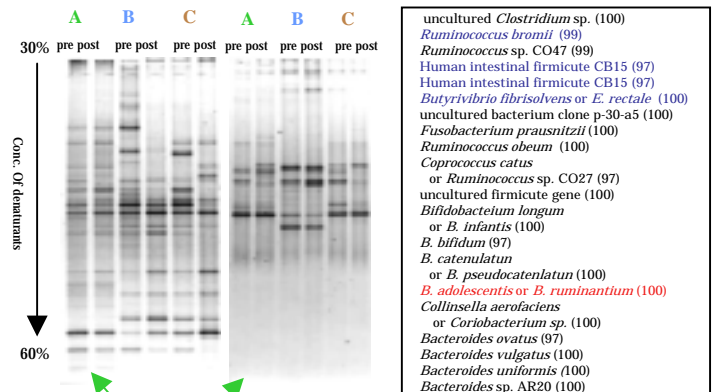 A B C A B C
30% pre post pre post pre post pre post pre post pre post
Conc. Of denaturants
60%
uncultured Clostridium sp. (100)
Ruminococcus bromii (99)
Ruminococcus sp. CO47 (99)
Human intestinal firmicute CB15 (97)
Human intestinal firmicute CB15 (97)
Butyrivibrio fibrisolvens or E. rectale (100)
uncultured bacterium clone p-30-a5 (100)
Fusobacterium prausnitzii (100)
Ruminococcus obeum (100)
Coprococcus catus
or Ruminococcus sp. CO27 (97)
uncultured firmicute gene (100)
Bifidobacteium longum
or B. infantis (100)
B. bifidum (97)
B. catenulatun
or B. pseudocatenlatun (100)
B. adolescentis or B. ruminantium (100)
Collinsella aerofaciens
or Coriobacterium sp. (100)
Bacteroides ovatus (97)
Bacteroides vulgatus (100)
Bacteroides uniformis (100)
Bacteroides sp. AR20 (100)